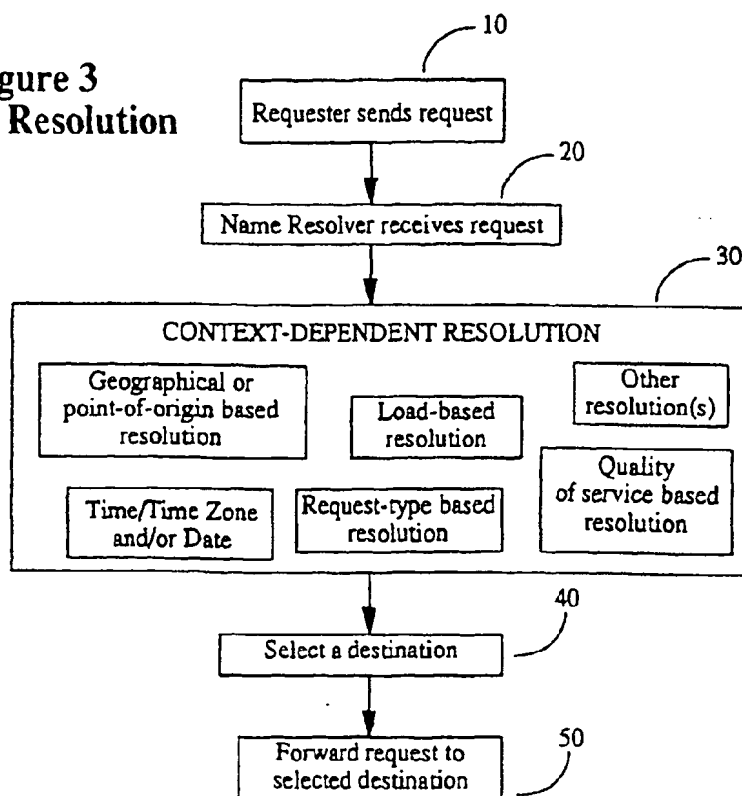 10
gure 3
Resolution
Requester sends request
20
Name Resolver receives request
30
CONTEXT-DEPENDENT RESOLUTION
Geographical or
point-of-origin based
resolution
Load-based
resolution
Other
resolution(s)
Time/Time Zone
and/or Date
Request-type based
resolution
Quality
of service based
resolution
40
Select a destination
50
Forward request to
selected destination